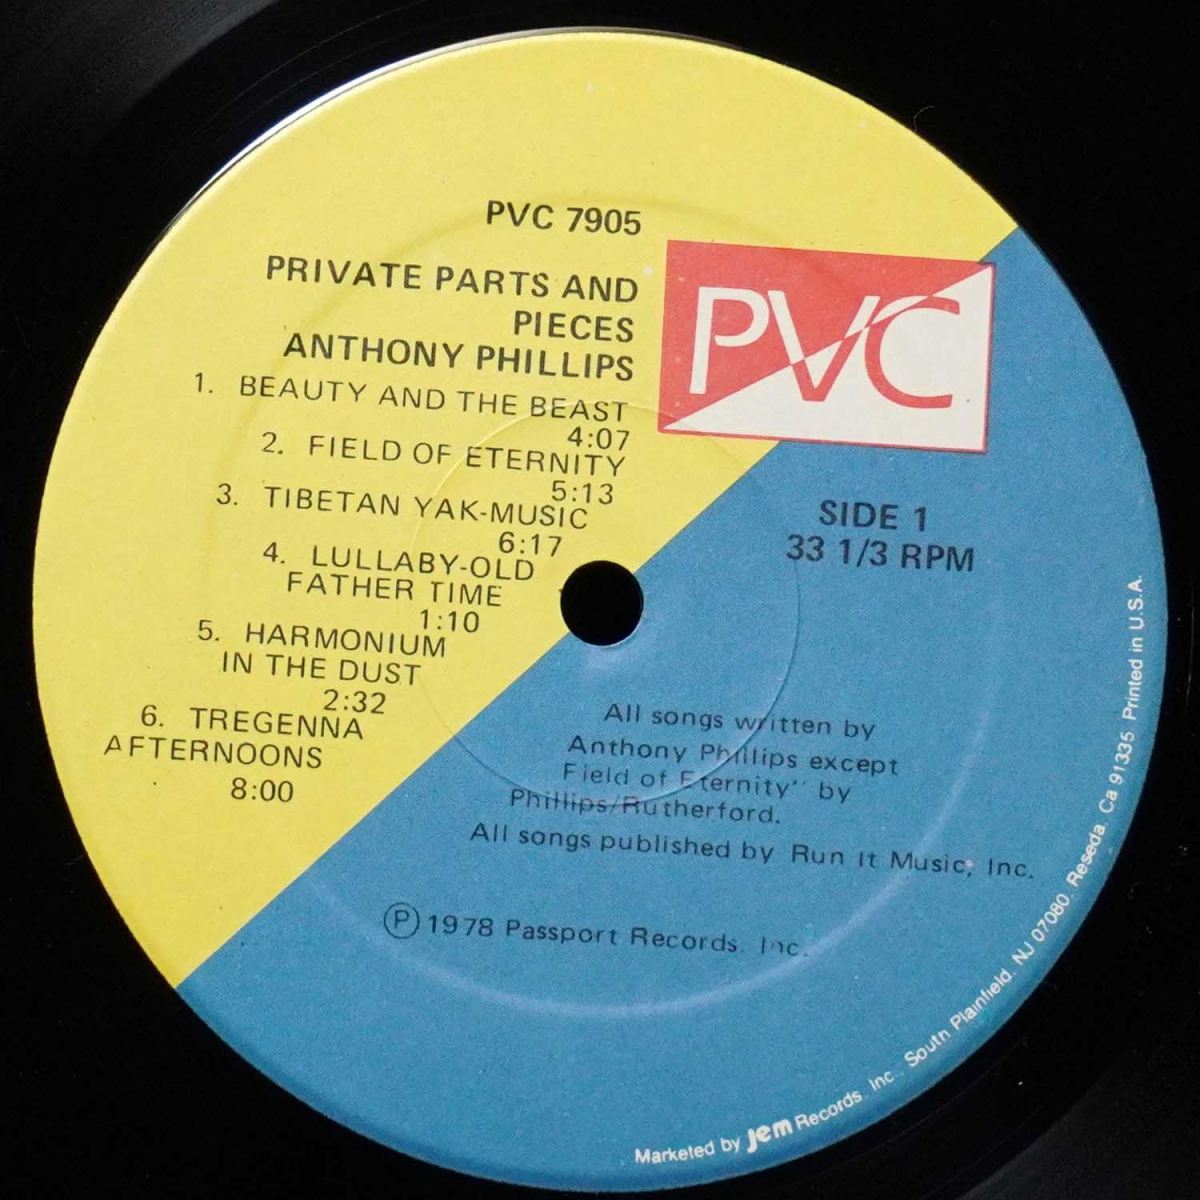 PVC 7905
PRIVATE PARTS AND
PIECES
ANTHONY PHILLIPS
1. BEAUTY AND THE BEAST
4:07
2. FIELD OF ETERNITY
5:13
3. TIBETAN YAK-MUSIC
6:17
4. LULLABY-OLD
FATHER TIME
1:10
5. HARMONIUM
IN THE DUST
2:32
6. TREGENNA
AFTERNOONS
8:00
PVC
SIDE 1
33 1/3 RPM
All songs written by
Anthony Phillips except
Field of Eternity" by
Phillips/Rutherford.
All songs published by Run It Music, Inc.
Ⓟ 1978 Passport Records, Inc.
Marketed by Jem Records, Inc., South Plainfield, NJ 07080, Reseda, Ca 91335 Printed in U.S.A.